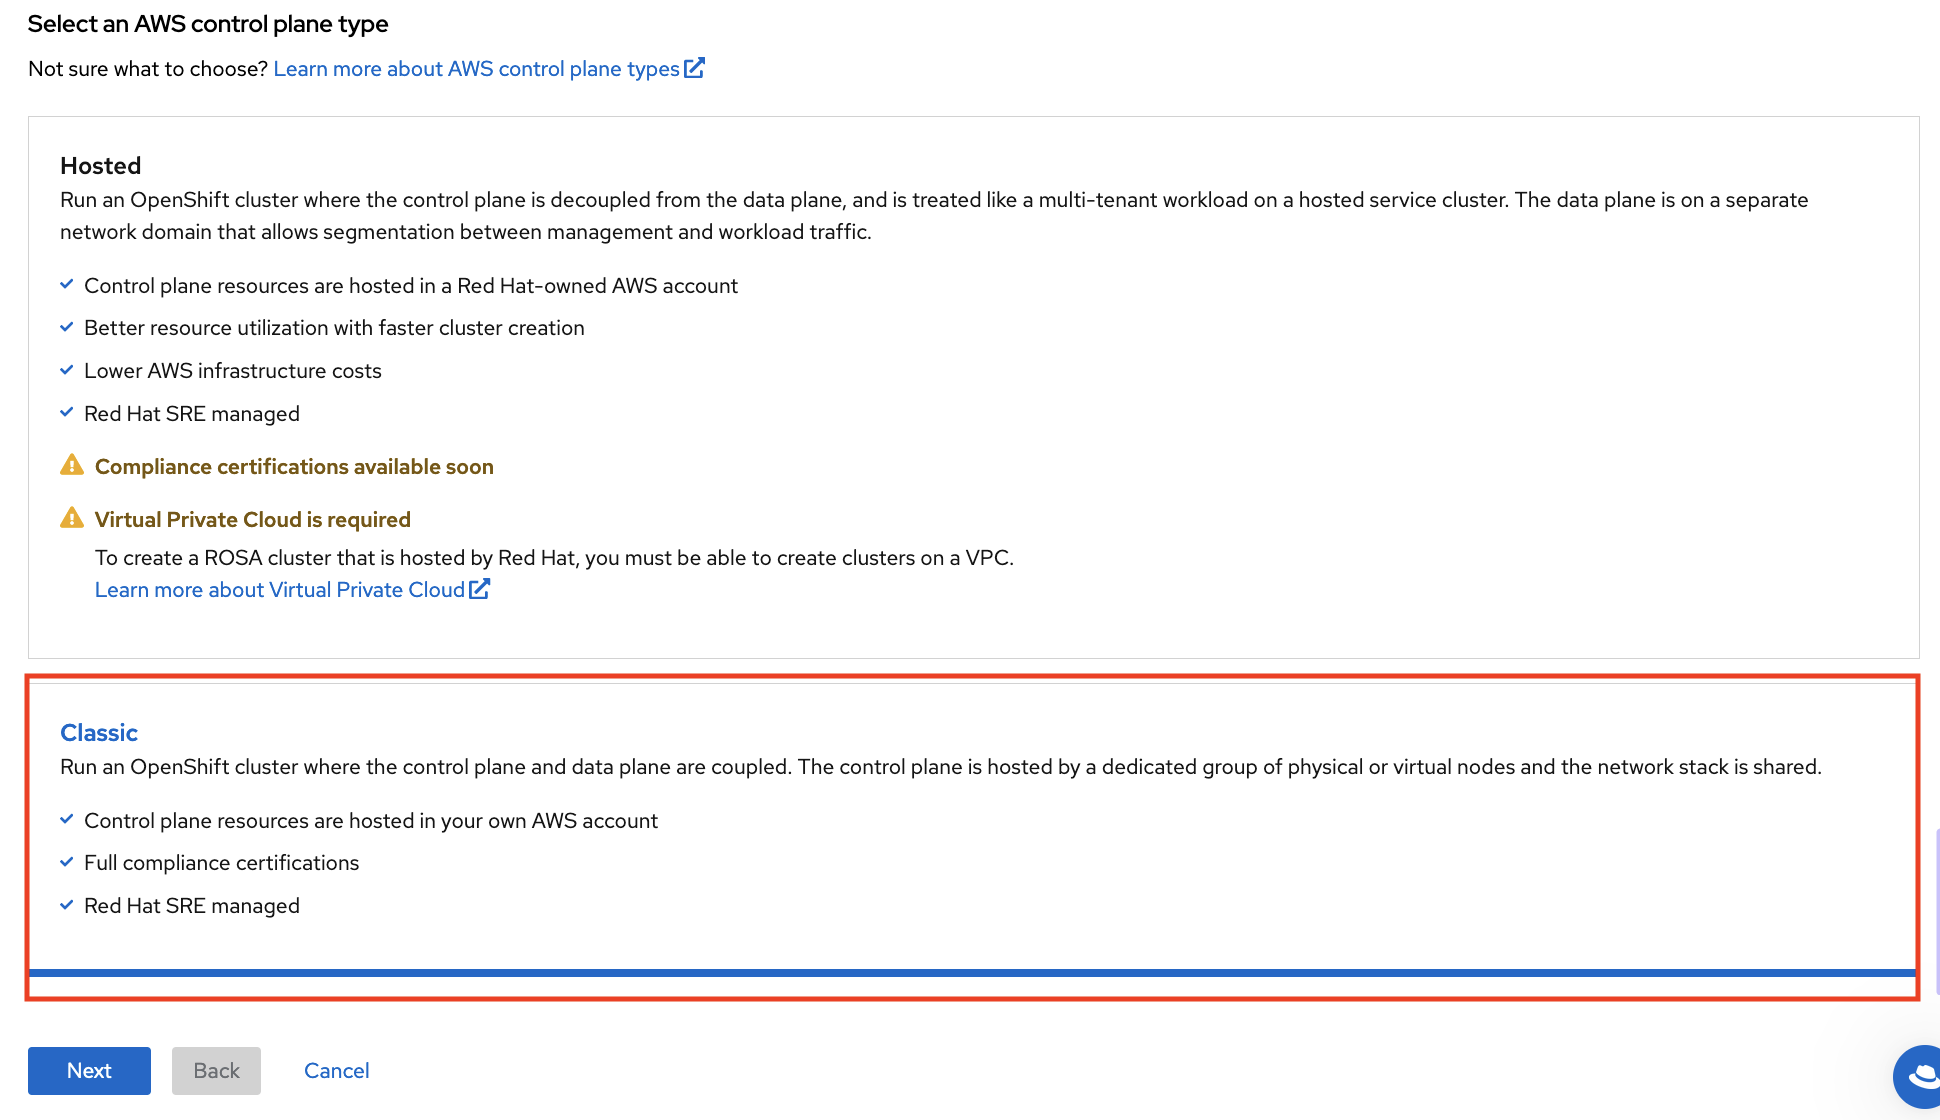 Select an AWS control plane type
Not sure what to choose? Learn more about AWS control plane types
Hosted
Run an OpenShift cluster where the control plane is decoupled from the data plane, and is treated like a multi-tenant workload on a hosted service cluster. The data plane is on a separate
network domain that allows segmentation between management and workload traffic.
Control plane resources are hosted in a Red Hat-owned AWS account
Better resource utilization with faster cluster creation
Lower AWS infrastructure costs
Red Hat SRE managed
Compliance certifications available soon
Virtual Private Cloud is required
To create a ROSA cluster that is hosted by Red Hat, you must be able to create clusters on a VPC.
Learn more about Virtual Private Cloud
Classic
Run an OpenShift cluster where the control plane and data plane are coupled. The control plane is hosted by a dedicated group of physical or virtual nodes and the network stack is shared.
Control plane resources are hosted in your own AWS account
Full compliance certifications
Red Hat SRE managed
Next Back Cancel